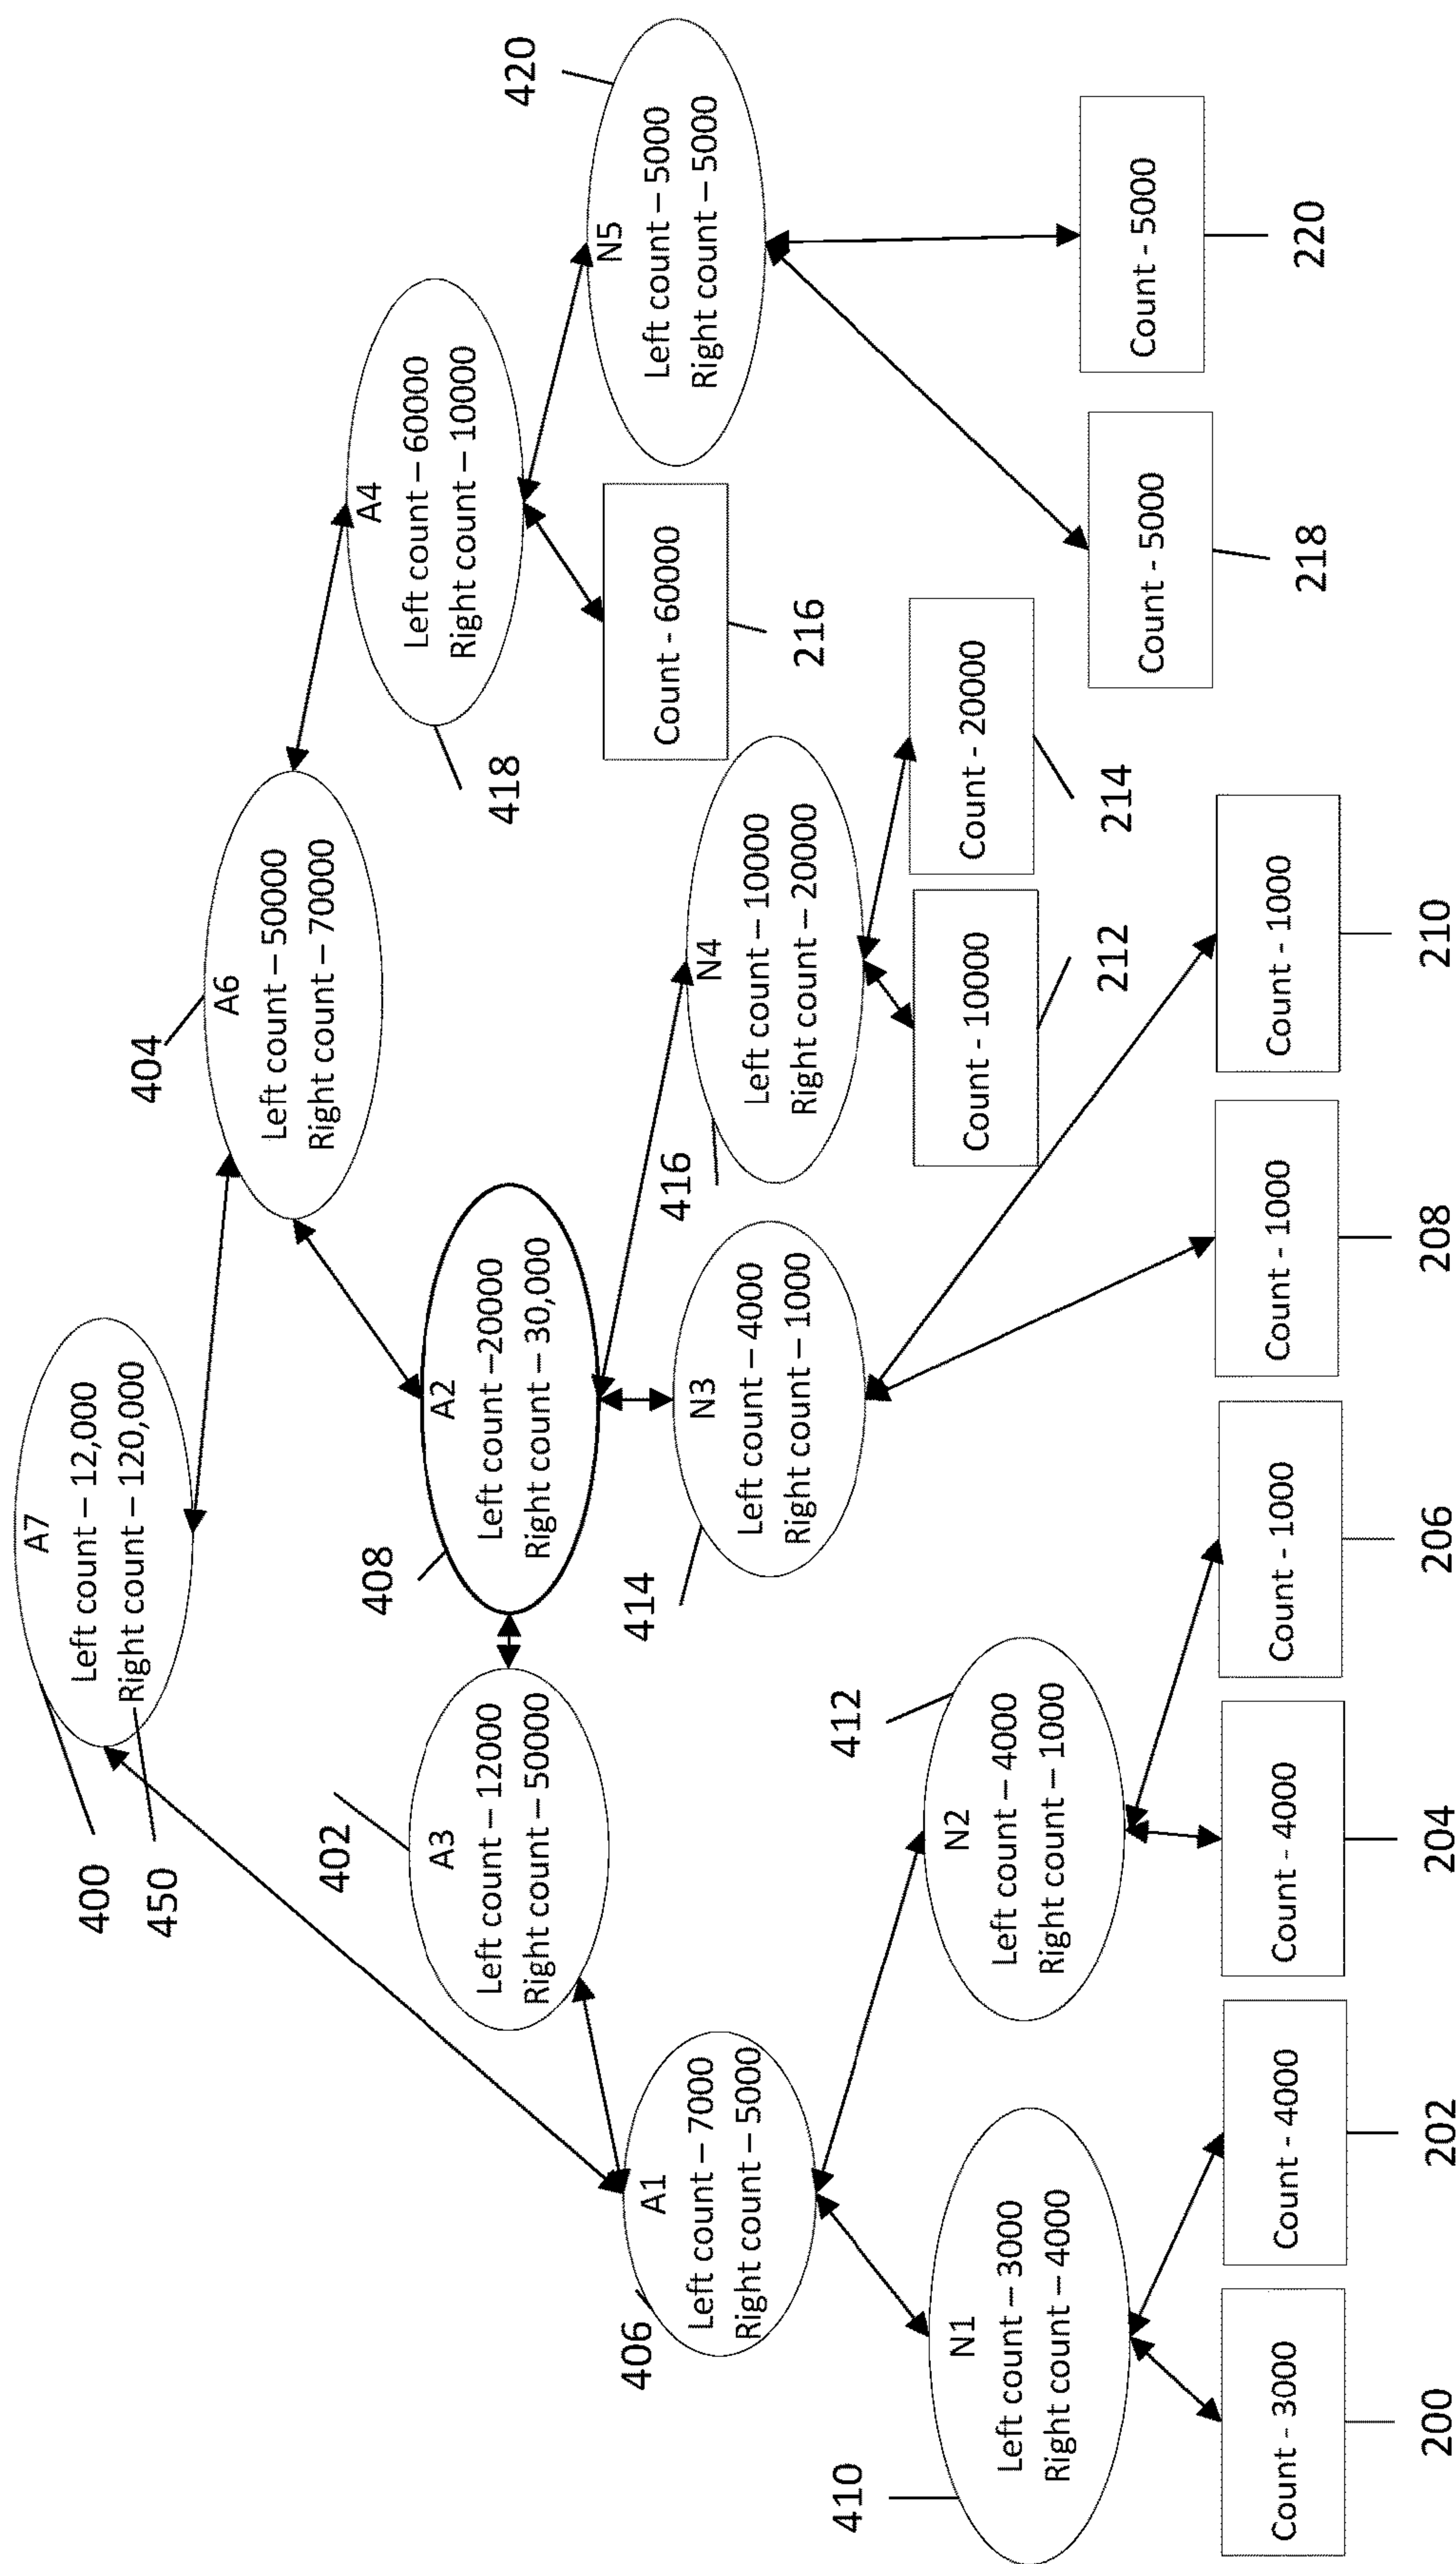 A7
Left count – 12,000
Right count – 120,000
400
450
404
A6
Left count – 50000
Right count – 70000
402
A3
Left count – 12000
Right count – 50000
408
A2
Left count –20000
Right count – 30,000
418
A4
Left count – 60000
Right count – 10000
406
A1
Left count – 7000
Right count – 5000
414
N3
Left count – 4000
Right count – 1000
416
N4
Left count – 10000
Right count – 20000
Count - 60000
216
420
N5
Left count – 5000
Right count – 5000
410
N1
Left count – 3000
Right count – 4000
412
N2
Left count – 4000
Right count – 1000
Count - 10000
212
Count - 20000
214
Count - 5000
218
Count - 5000
220
Count - 3000
200
Count - 4000
202
Count - 4000
204
Count - 1000
206
Count - 1000
208
Count - 1000
210